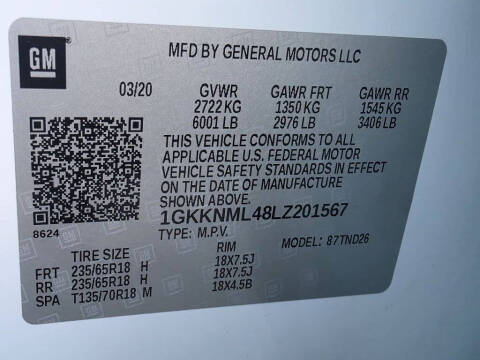 GM
MFD BY GENERAL MOTORS LLC
03/20 GVWR GAWR FRT GAWR RR
2722 KG 1350 KG 1545 KG
6001 LB 2976 LB 3406 LB
THIS VEHICLE CONFORMS TO ALL
APPLICABLE U.S. FEDERAL MOTOR
VEHICLE SAFETY STANDARDS IN EFFECT
ON THE DATE OF MANUFACTURE
SHOWN ABOVE.
8624
1GKKNML48LZ201567
TYPE: M.P.V. MODEL: 87TND26
TIRE SIZE RIM
FRT 235/65R18 H 18X7.5J
RR 235/65R18 H 18X7.5J
SPA T135/70R18 M 18X4.5B